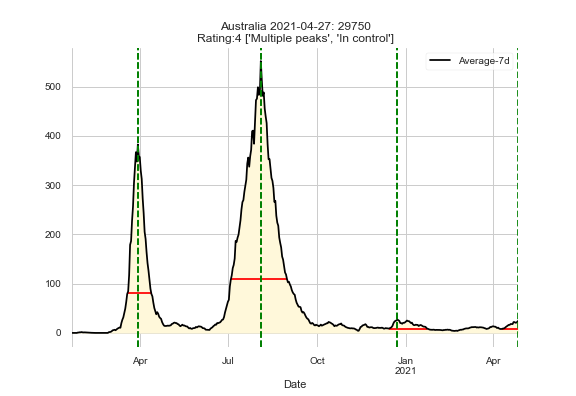 Australia 2021-04-27: 29750
Rating:4 ['Multiple peaks', 'In control']
Average-7d
500
400
300
200
100
0
Apr
Jul
Oct
Jan
2021
Apr
Date